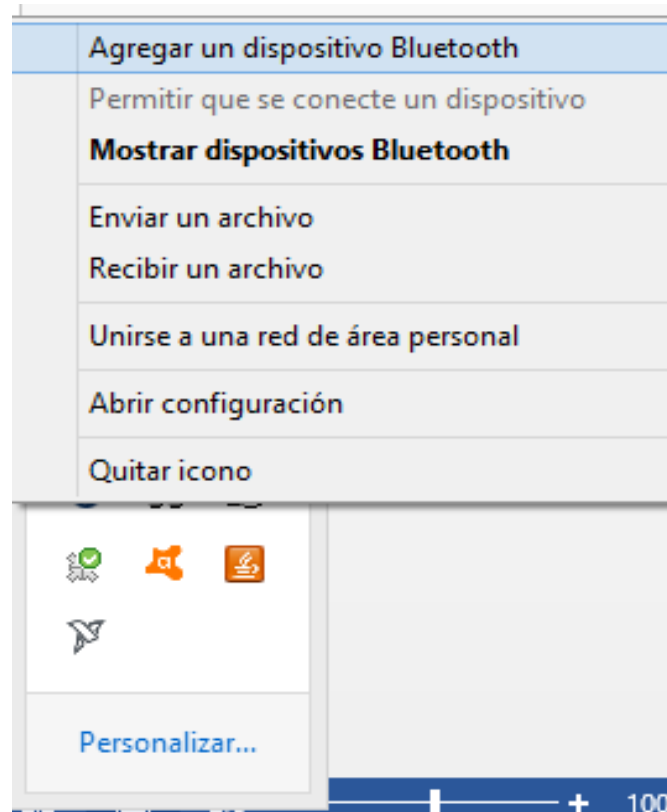 Agregar un dispositivo Bluetooth
Permitir que se conecte un dispositivo
Mostrar dispositivos Bluetooth
Enviar un archivo
Recibir un archivo
Unirse a una red de área personal
Abrir configuración
Quitar icono
Personalizar...
+ 100